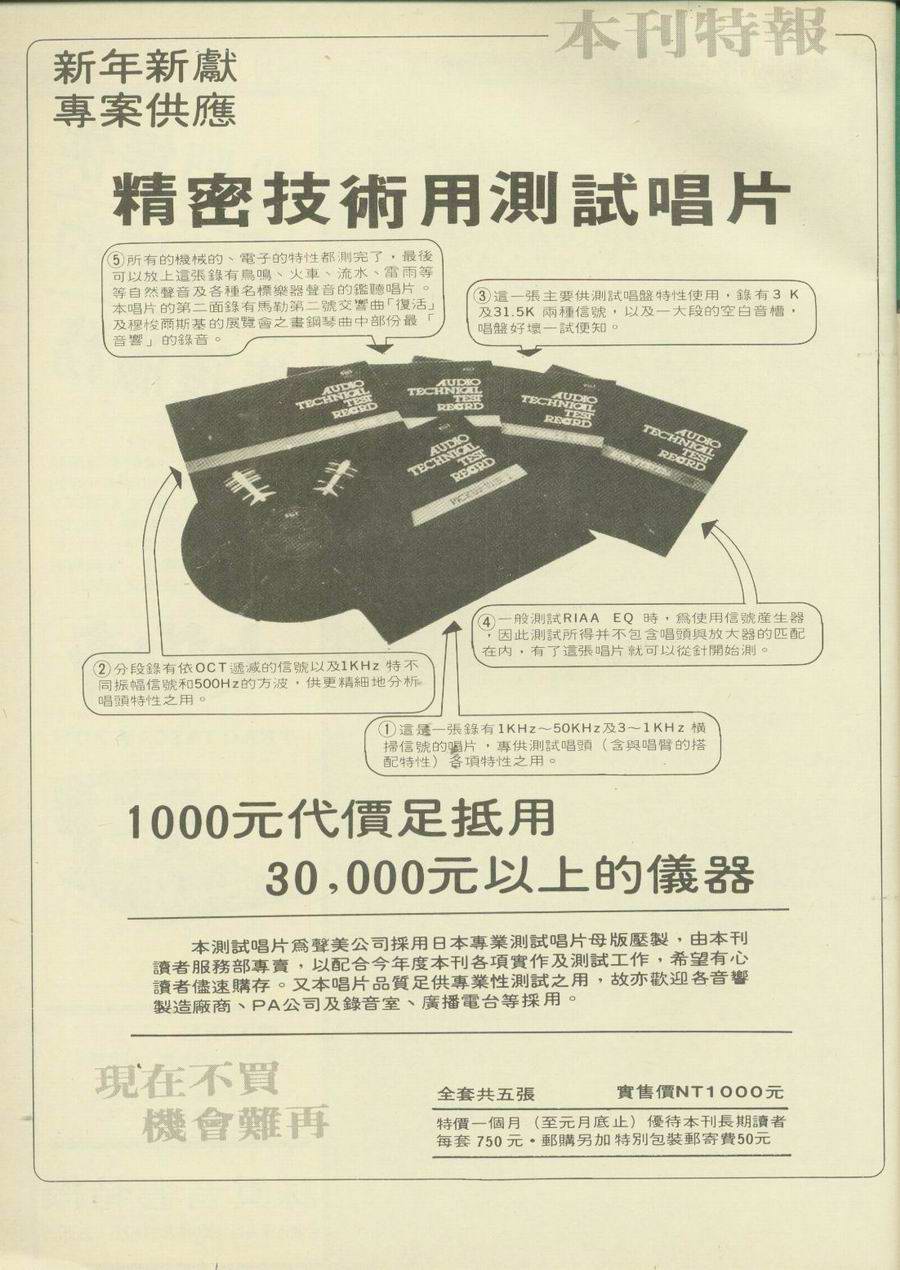 本刊特報
新年新獻
專案供應
精密技術用測試唱片
⑤所有的機械的、電子的特性都測完了，最後
可以放上這張錄有鳥鳴、火車、流水、雷雨等
等自然聲音及各種名標樂器聲音的鑑聽唱片。
本唱片的第二面錄有馬勒第二號交響曲「復活」
及穆梭爾斯基的展覽會之畫鋼琴曲中部份最「
音響」的錄音。
③這一張主要供測試唱盤特性使用，錄有3 K
及31.5K 兩種信號，以及一大段的空白音槽，
唱盤好壞一試便知。
AUDIO
TECHNICAL
TEST
RECORD
AUDIO
TECHNICAL
TEST
RECORD
AUDIO
TECHNICAL
TEST
RECORD
AUDIO
TECHNICAL
TEST
RECORD
AUDIO
TECHNICAL
TEST
RECORD
④一般測試RIAA EQ 時，爲使用信號産生器
，因此測試所得并不包含唱頭與放大器的匹配
在內，有了這張唱片就可以從針開始測。
②分段錄有依OCT遞減的信號以及1KHz 特不
同振幅信號和500Hz的方波，供更精細地分析
唱頭特性之用。
①這是一張錄有1KHz～50KHz及3～1KHz 橫
掃信號的唱片，專供測試唱頭（含與唱臂的搭
配特性）各項特性之用。
1000元代價足抵用
30,000元以上的儀器
本測試唱片爲聲美公司採用日本專業測試唱片母版壓製，由本刊
讀者服務部專賣，以配合今年度本刊各項實作及測試工作，希望有心
讀者儘速購存。又本唱片品質足供專業性測試之用，故亦歡迎各音響
製造廠商、PA公司及錄音室、廣播電台等採用。
現在不買
機會難再
全套共五張 實售價NT1000元
特價一個月（至元月底止）優待本刊長期讀者
每套 750 元・郵購另加特別包裝郵寄費50元